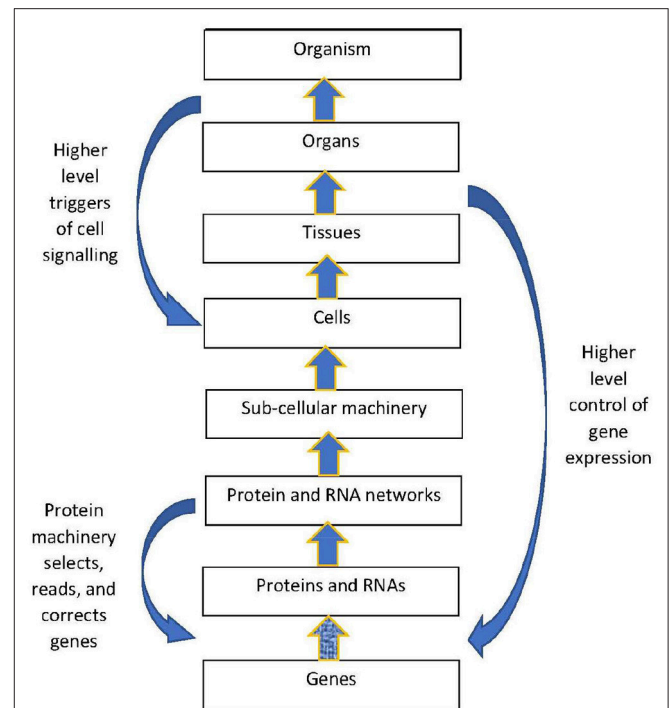 Organism
Organs
Higher
level
triggers
of cell
signalling
Tissues
Cells
Higher
level
control of
gene
expression
Sub-cellular machinery
Protein and RNA networks
Protein
machinery
selects,
reads, and
corrects
genes
Proteins and RNAs
Genes